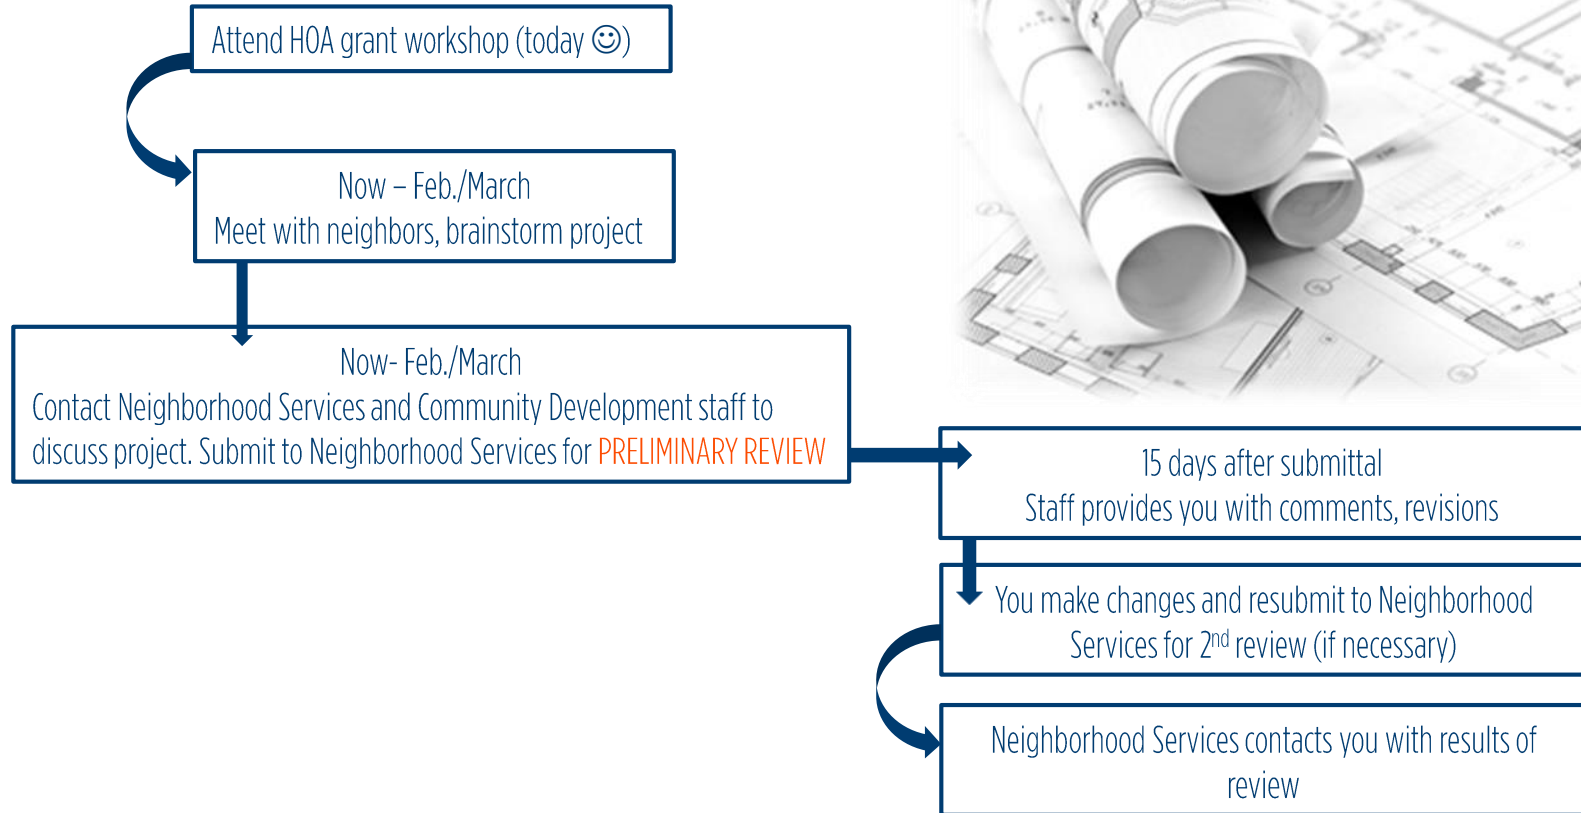 Attend HOA grant workshop (today ☺)
Now – Feb./March
Meet with neighbors, brainstorm project
Now- Feb./March
Contact Neighborhood Services and Community Development staff to
discuss project. Submit to Neighborhood Services for PRELIMINARY REVIEW
15 days after submittal
Staff provides you with comments, revisions
You make changes and resubmit to Neighborhood
Services for 2nd review (if necessary)
Neighborhood Services contacts you with results of
review